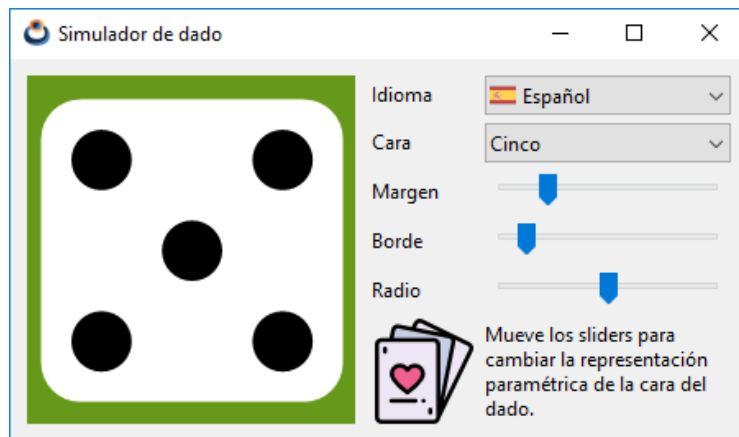 Simulador de dado
Idioma
Español
Cara
Cinco
Margen
Borde
Radio
Mueve los sliders para
cambiar la representación
paramétrica de la cara del
dado.